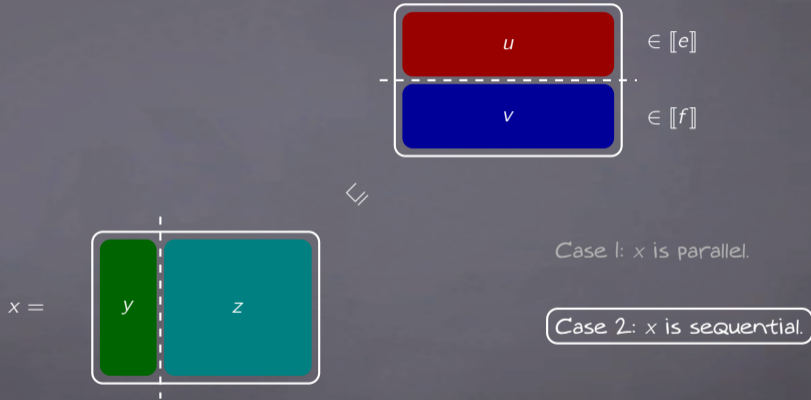 u ∈ ⟦e⟧
v ∈ ⟦f⟧
⊑
Case 1: x is parallel.
x = y z
Case 2: x is sequential.